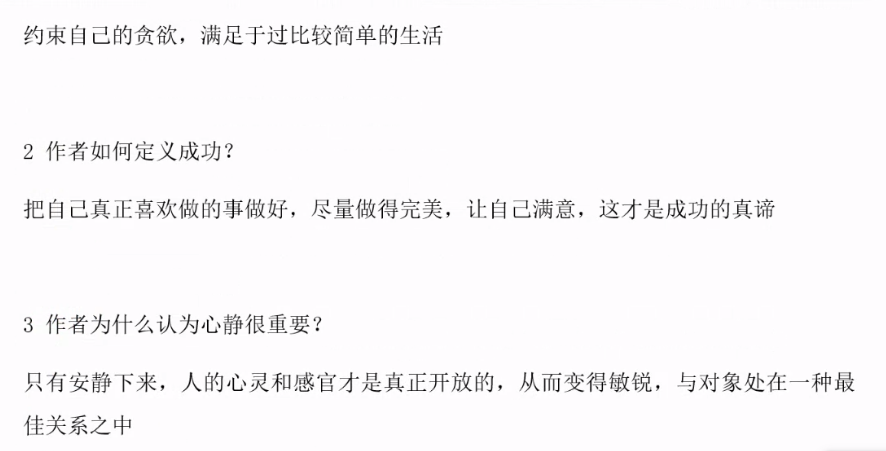 约束自己的贪欲，满足于过比较简单的生活
2 作者如何定义成功？
把自己真正喜欢做的事做好，尽量做得完美，让自己满意，这才是成功的真谛
3 作者为什么认为心静很重要？
只有安静下来，人的心灵和感官才是真正开放的，从而变得敏锐，与对象处在一种最
佳关系之中